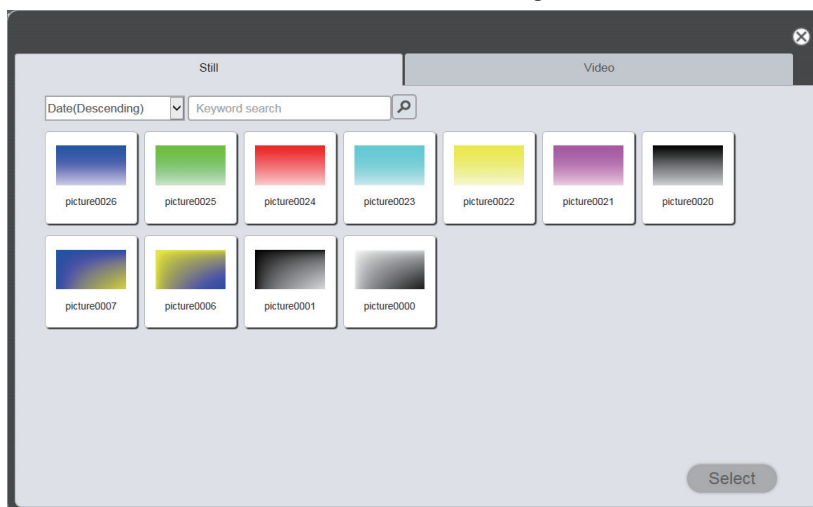 Still
Video
Date(Descending)
Keyword search
picture0026
picture0025
picture0024
picture0023
picture0022
picture0021
picture0020
picture0007
picture0006
picture0001
picture0000
Select